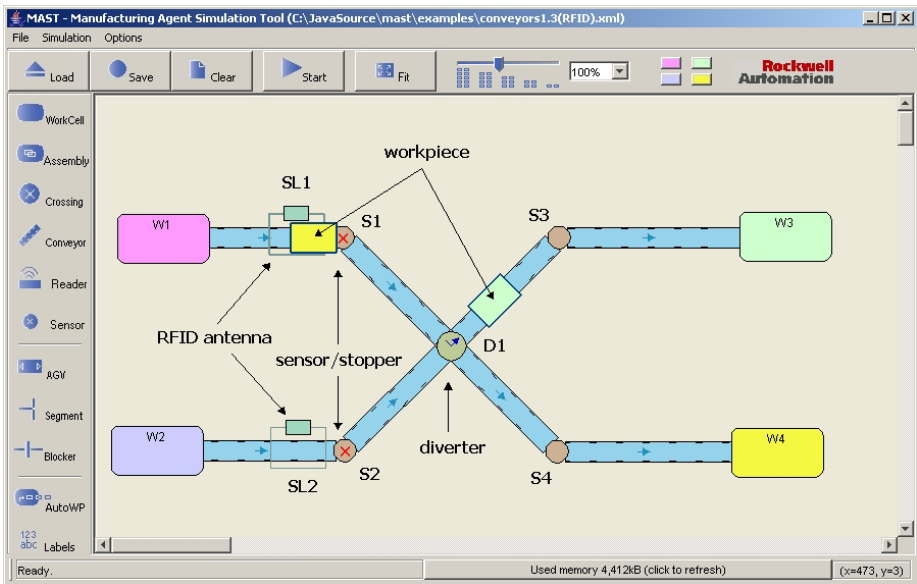 MAST - Manufacturing Agent Simulation Tool (C:\JavaSource\mast\examples\conveyors1.3(RFID).xml)
File Simulation Options
Load Save Clear Start Fit 100% Rockwell
Automation
WorkCell
Assembly
Crossing
Conveyor
Reader
Sensor
AGV
Segment
Blocker
AutoWP
123
abc Labels
workpiece
SL1
S1
S3
W1
W3
RFID antenna
sensor/stopper
D1
diverter
W2
W4
SL2
S2
S4
Ready. Used memory 4,412kB (click to refresh) (x=473, y=3)